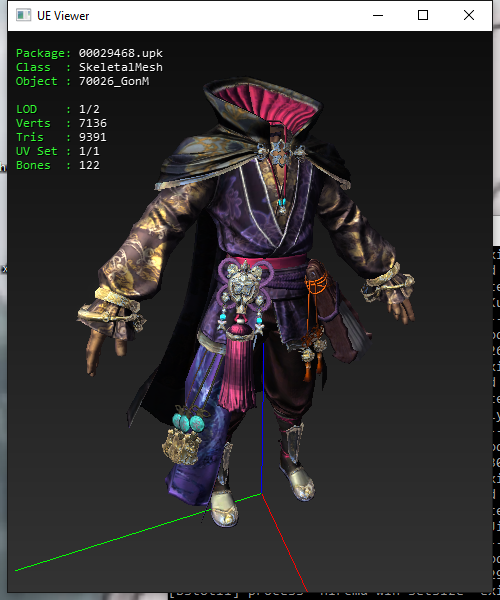 UE Viewer
Package: 00029468.upk
Class : SkeletalMesh
Object : 70026_GonM
LOD : 1/2
Verts : 7136
Tris : 9391
UV Set : 1/1
Bones : 122